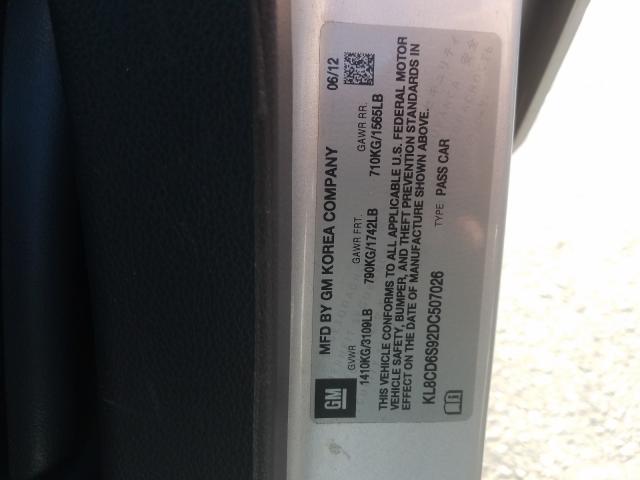 GM
MFD BY GM KOREA COMPANY
06/12
GVWR GAWR FRT. GAWR RR.
1410KG/3109LB 790KG/1742LB 710KG/1565LB
THIS VEHICLE CONFORMS TO ALL APPLICABLE U.S. FEDERAL MOTOR
VEHICLE SAFETY, BUMPER, AND THEFT PREVENTION STANDARDS IN
EFFECT ON THE DATE OF MANUFACTURE SHOWN ABOVE.
KL8CD6S92DC507026 TYPE PASS CAR